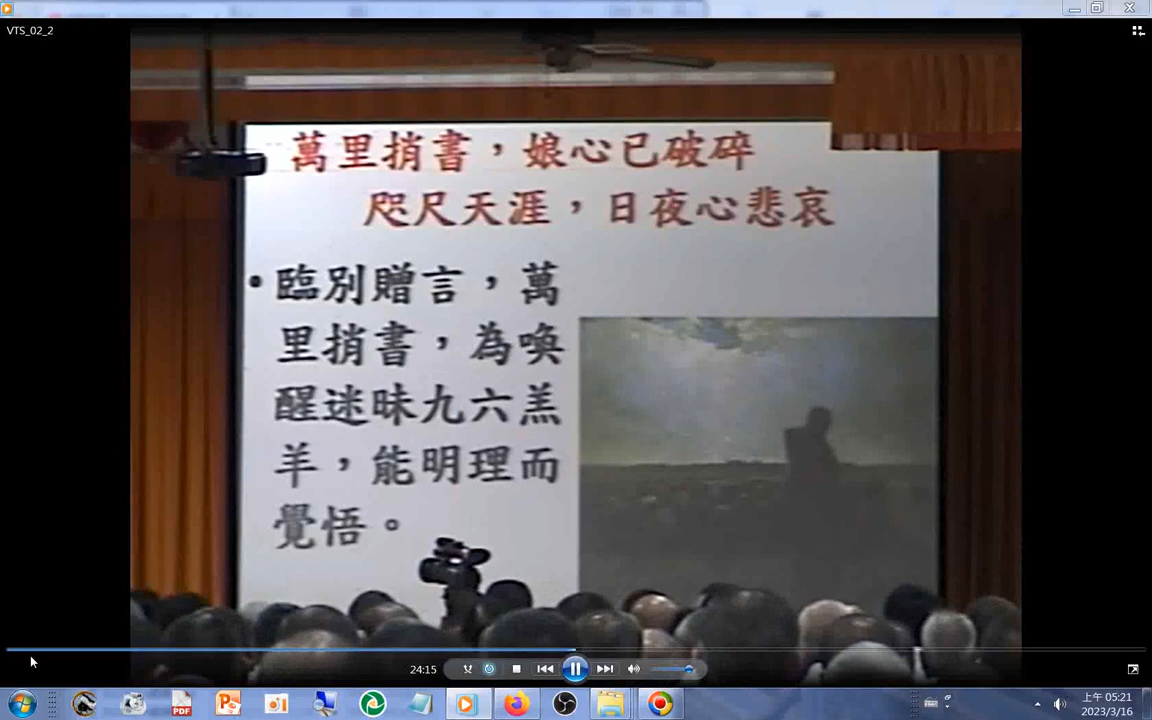 VTS_02_2
萬里捎書，娘心已破碎
咫尺天涯，日夜心悲哀
•臨別贈言，萬
里捎書，為喚
醒迷昧九六羔
羊，能明理而
覺悟。
24:15
PDF
上午 05:21
2023/3/16